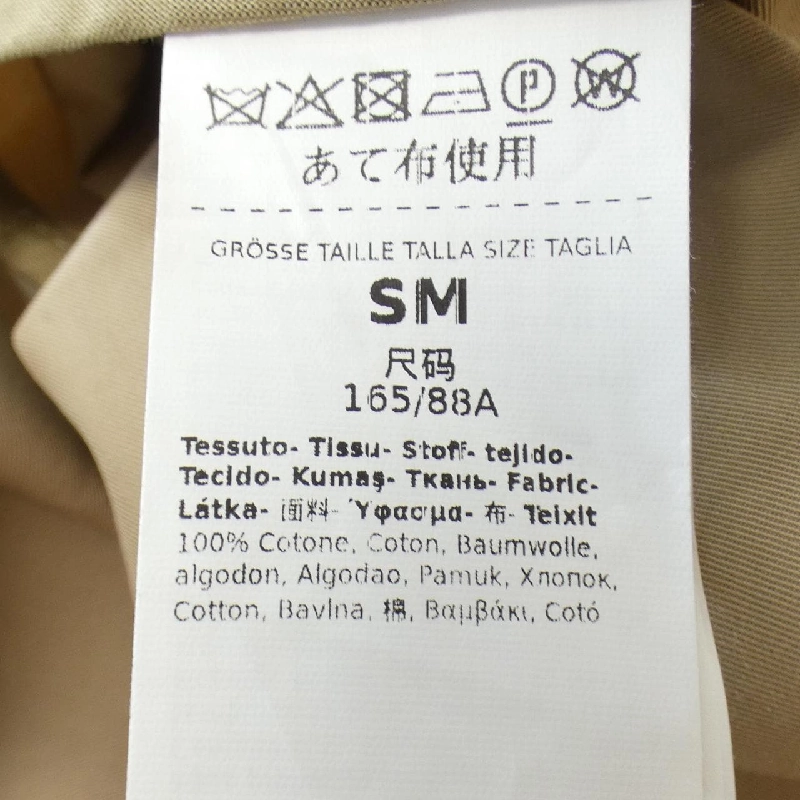 P W
あて布使用
GRÖSSE TAILLE TALLA SIZE TAGLIA
SM
尺码
165/88A
Tessuto- Tissu- Stoff- tejido-
Tecido- Kumaş- Ткань- Fabric-
Látka- 面料- Ύφασμα- 布- Teixit
100% Cotone, Coton, Baumwolle,
algodon, Algodao, Pamuk, Хлопок,
Cotton, Bavlna, 棉, Βαμβάκι, Cotó